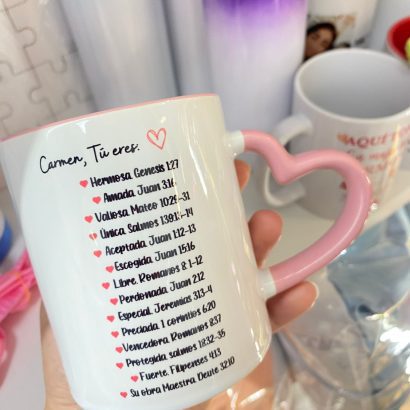 Carmen, Tú eres:
Hermosa Genesis 1:27
Amada Juan 3:16
Valiosa Mateo 10:29-31
Única Salmos 139:13-14
Aceptada Juan 1:12-13
Escogida Juan 15:16
Libre, Romanos 8: 1-12
Perdonada Juan 2:12
Especial, Jeremias 31:3-4
Preciada 1 corintios 6:20
Vencedora Romanos 8:37
Protegida salmos 18:32-35
Fuerte, Filipenses 4:13
Su obra Maestra, Deute 32:10
AQUÉ